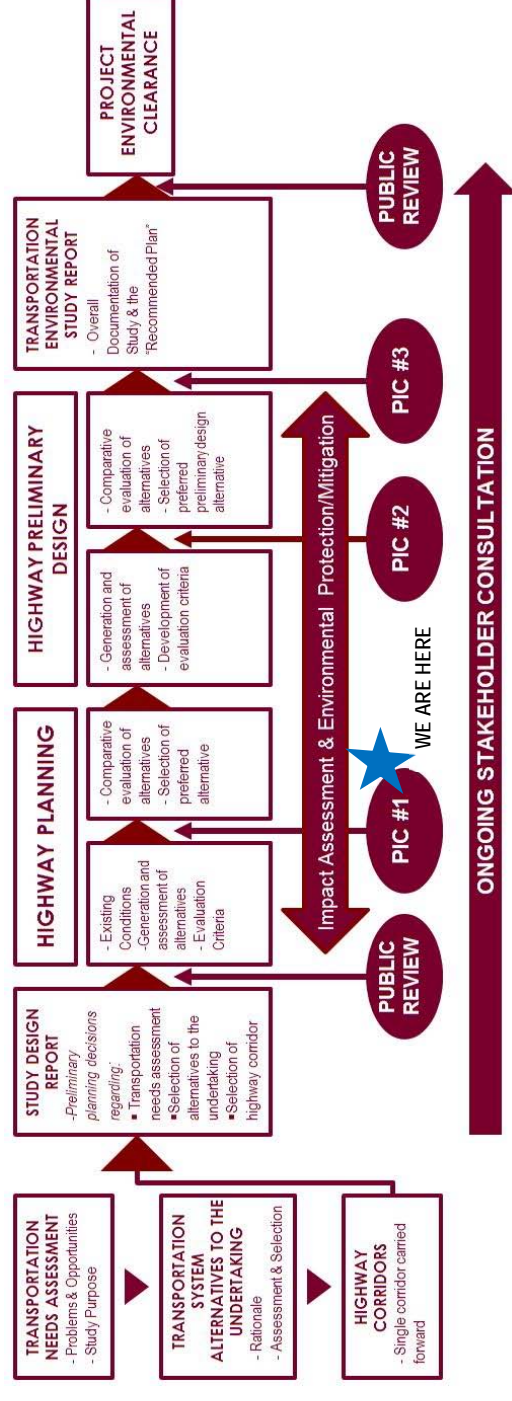 TRANSPORTATION
NEEDS ASSESSMENT
- Problems & Opportunities
- Study Purpose
TRANSPORTATION
SYSTEM
ALTERNATIVES TO THE
UNDERTAKING
- Rationale
- Assessment & Selection
HIGHWAY
CORRIDORS
- Single corridor carried
forward
STUDY DESIGN
REPORT
-Preliminary
planning decisions
regarding:
▪ Transportation
needs assessment
▪Selection of
alternatives to the
undertaking
▪Selection of
highway corridor
HIGHWAY PLANNING
- Existing
Conditions
-Generation and
assessment of
alternatives
- Evaluation
Criteria
- Comparative
evaluation of
alternatives
- Selection of
preferred
alternative
HIGHWAY PRELIMINARY
DESIGN
- Generation and
assessment of
alternatives
- Development of
evaluation criteria
- Comparative
evaluation of
alternatives
- Selection of
preferred
preliminary design
alternative
TRANSPORTATION
ENVIRONMENTAL
STUDY REPORT
- Overall
Documentation of
Study & the
"Recommended Plan"
PROJECT
ENVIRONMENTAL
CLEARANCE
Impact Assessment & Environmental Protection/Mitigation
PUBLIC
REVIEW
PIC #1
WE ARE HERE
PIC #2
PIC #3
PUBLIC
REVIEW
ONGOING STAKEHOLDER CONSULTATION